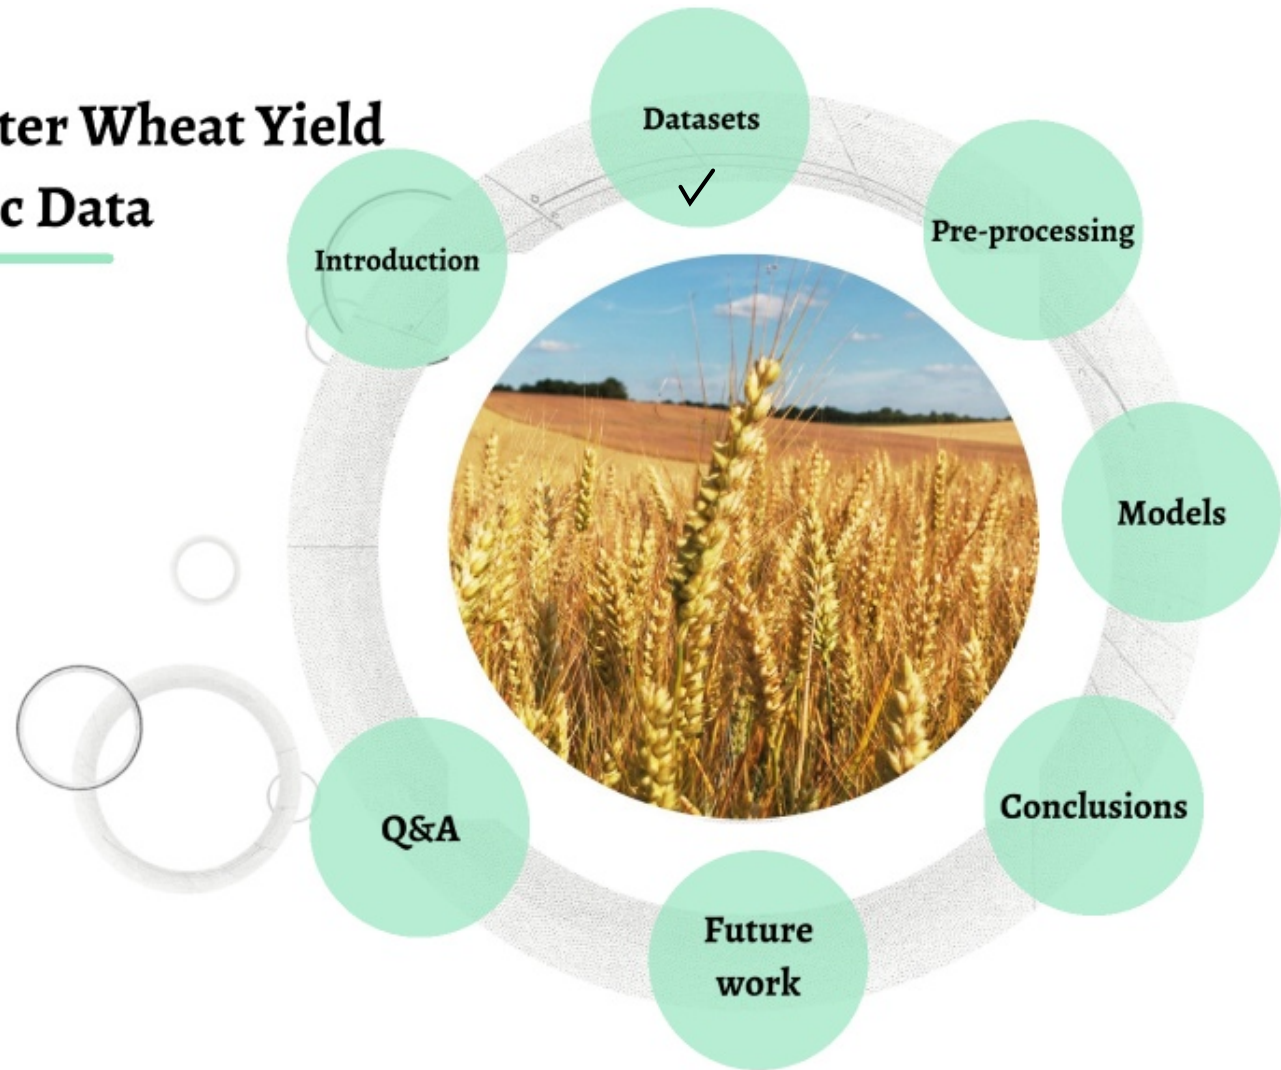 ter Wheat Yield
c Data
Introduction
Datasets
Pre-processing
Models
Conclusions
Future
work
Q&A